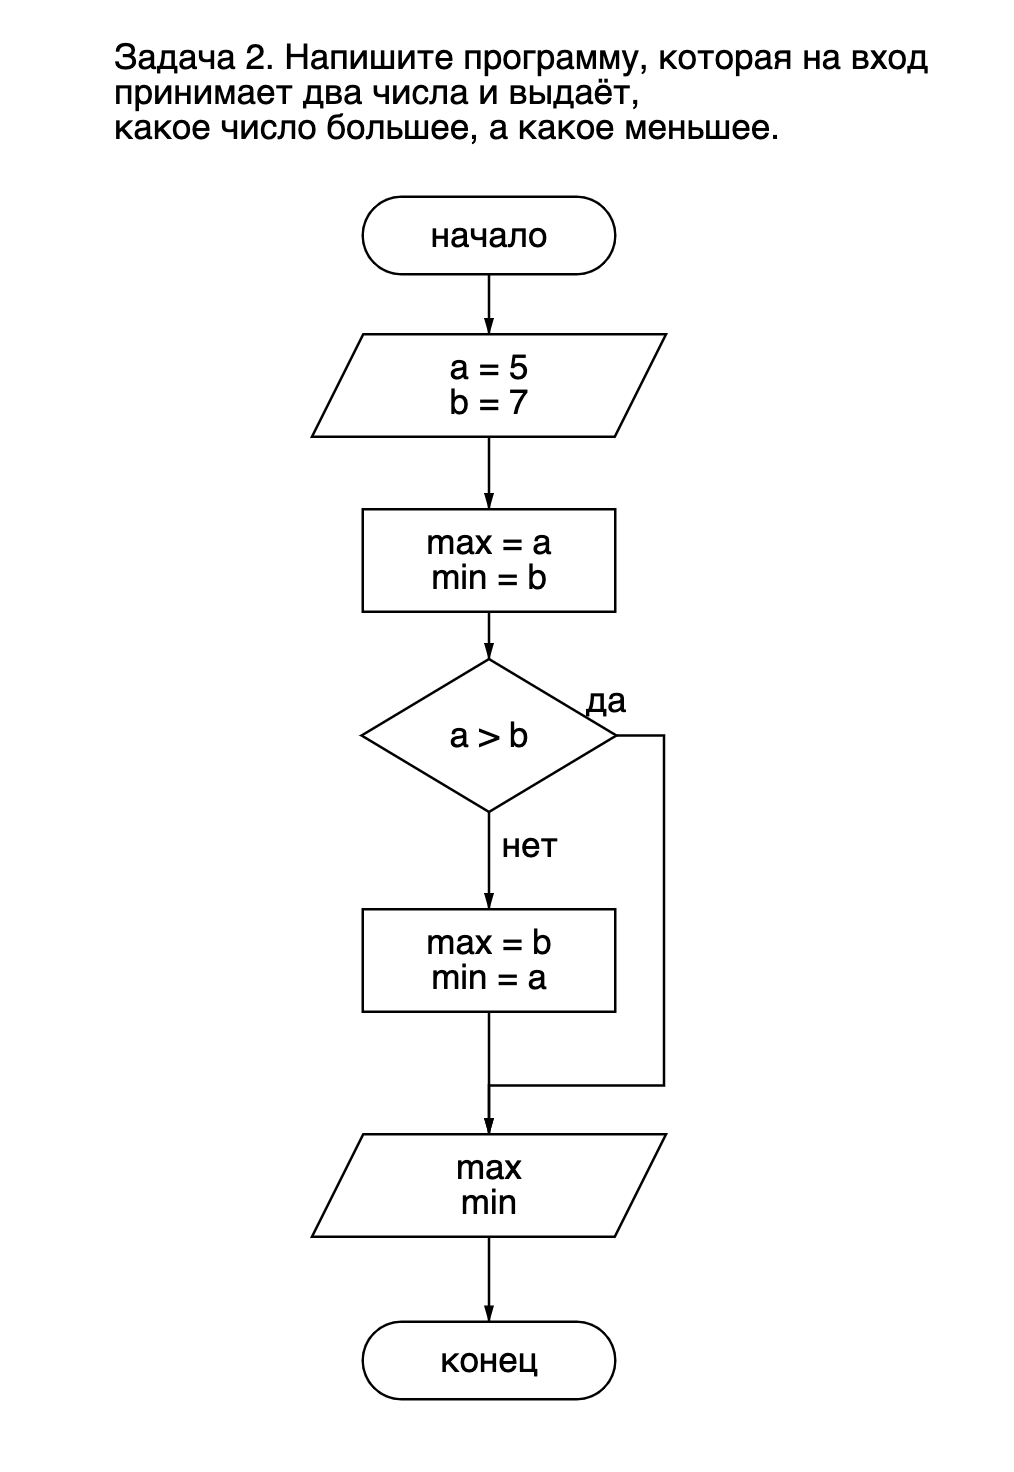 Задача 2. Напишите программу, которая на вход
принимает два числа и выдаёт,
какое число большее, а какое меньшее.
начало
a = 5
b = 7
max = a
min = b
да
a > b
нет
max = b
min = a
max
min
конец